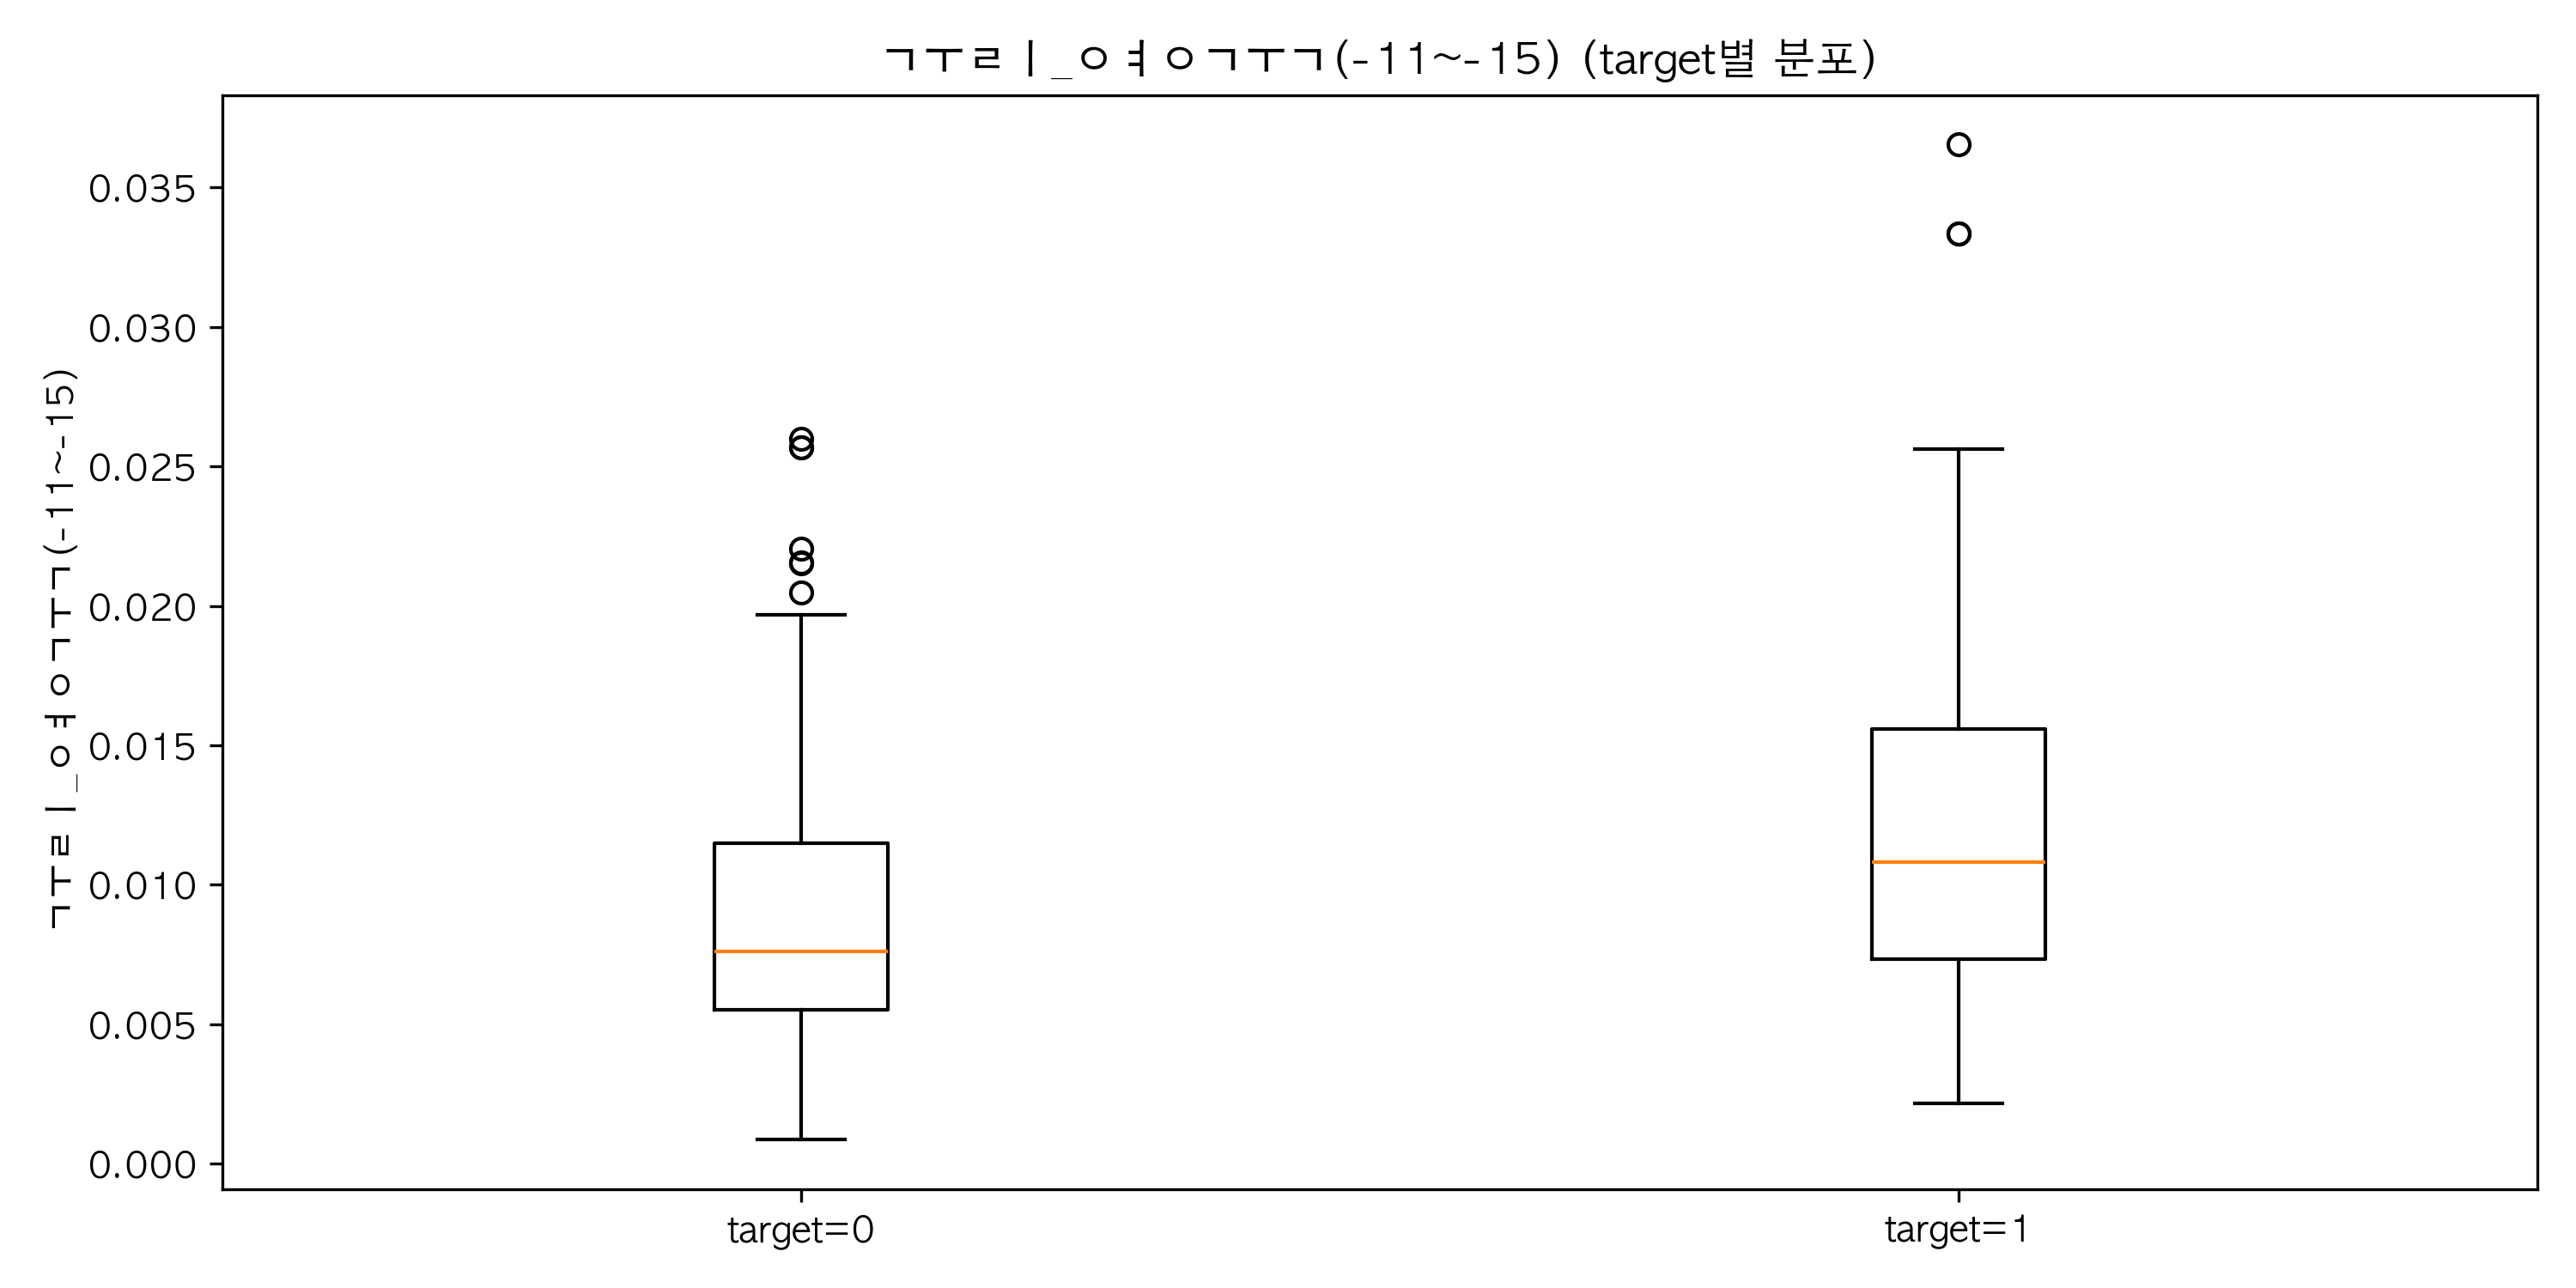 ㄱㅜㄹㅣ_ㅇㅕㅇㄱㅜㄱ(-11~-15) (target별 분포)
ㄱㅜㄹㅣ_ㅇㅕㅇㄱㅜㄱ(-11~-15)
0.035
0.030
0.025
0.020
0.015
0.010
0.005
0.000
target=0
target=1